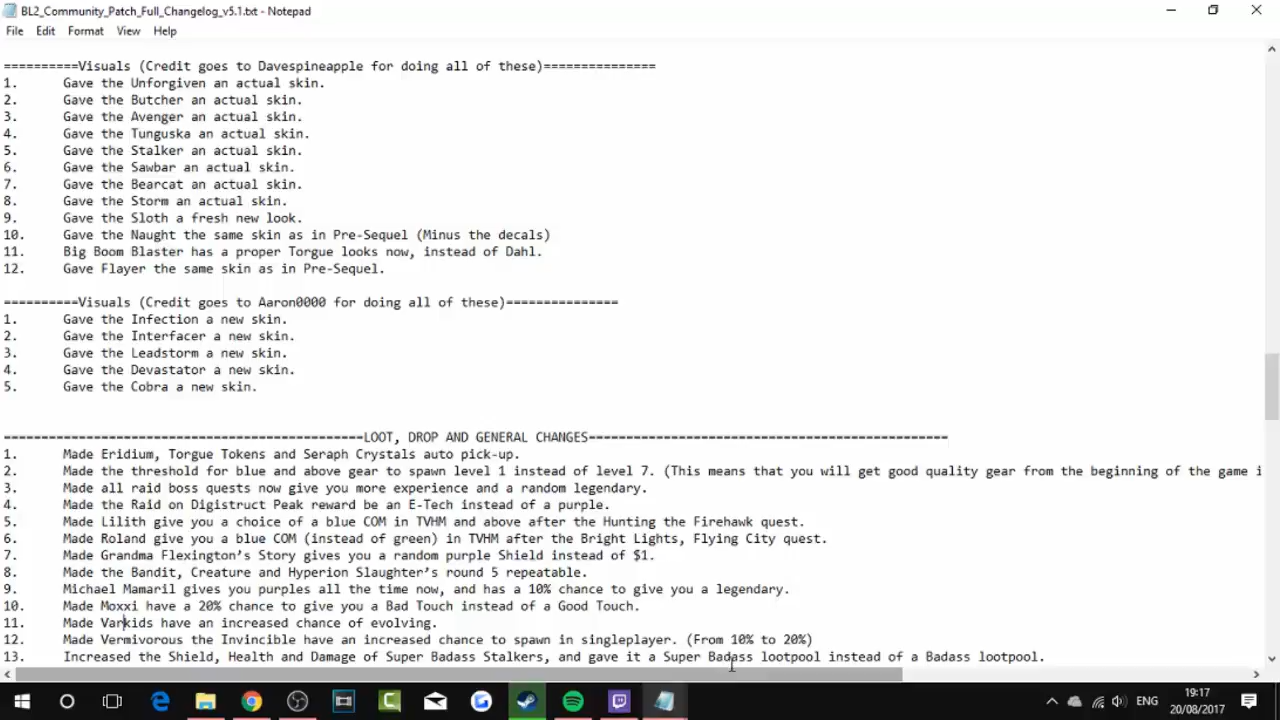 BL2_Community_Patch_Full_Changelog_v5.1.txt - Notepad
File Edit Format View Help
==========Visuals (Credit goes to Davespineapple for doing all of these)===============
1. Gave the Unforgiven an actual skin.
2. Gave the Butcher an actual skin.
3. Gave the Avenger an actual skin.
4. Gave the Tunguska an actual skin.
5. Gave the Stalker an actual skin.
6. Gave the Sawbar an actual skin.
7. Gave the Bearcat an actual skin.
8. Gave the Storm an actual skin.
9. Gave the Sloth a fresh new look.
10. Gave the Naught the same skin as in Pre-Sequel (Minus the decals)
11. Big Boom Blaster has a proper Torgue looks now, instead of Dahl.
12. Gave Flayer the same skin as in Pre-Sequel.
==========Visuals (Credit goes to Aaron0000 for doing all of these)===============
1. Gave the Infection a new skin.
2. Gave the Interfacer a new skin.
3. Gave the Leadstorm a new skin.
4. Gave the Devastator a new skin.
5. Gave the Cobra a new skin.
================================================LOOT, DROP AND GENERAL CHANGES================================================
1. Made Eridium, Torgue Tokens and Seraph Crystals auto pick-up.
2. Made the threshold for blue and above gear to spawn level 1 instead of level 7. (This means that you will get good quality gear from the beginning of the game i
3. Made all raid boss quests now give you more experience and a random legendary.
4. Made the Raid on Digistruct Peak reward be an E-Tech instead of a purple.
5. Made Lilith give you a choice of a blue COM in TVHM and above after the Hunting the Firehawk quest.
6. Made Roland give you a blue COM (instead of green) in TVHM after the Bright Lights, Flying City quest.
7. Made Grandma Flexington’s Story gives you a random purple Shield instead of $1.
8. Made the Bandit, Creature and Hyperion Slaughter’s round 5 repeatable.
9. Michael Mamaril gives you purples all the time now, and has a 10% chance to give you a legendary.
10. Made Moxxi have a 20% chance to give you a Bad Touch instead of a Good Touch.
11. Made Varkids have an increased chance of evolving.
12. Made Vermivorous the Invincible have an increased chance to spawn in singleplayer. (From 10% to 20%)
13. Increased the Shield, Health and Damage of Super Badass Stalkers, and gave it a Super Badass lootpool instead of a Badass lootpool.
ENG
19:17
20/08/2017